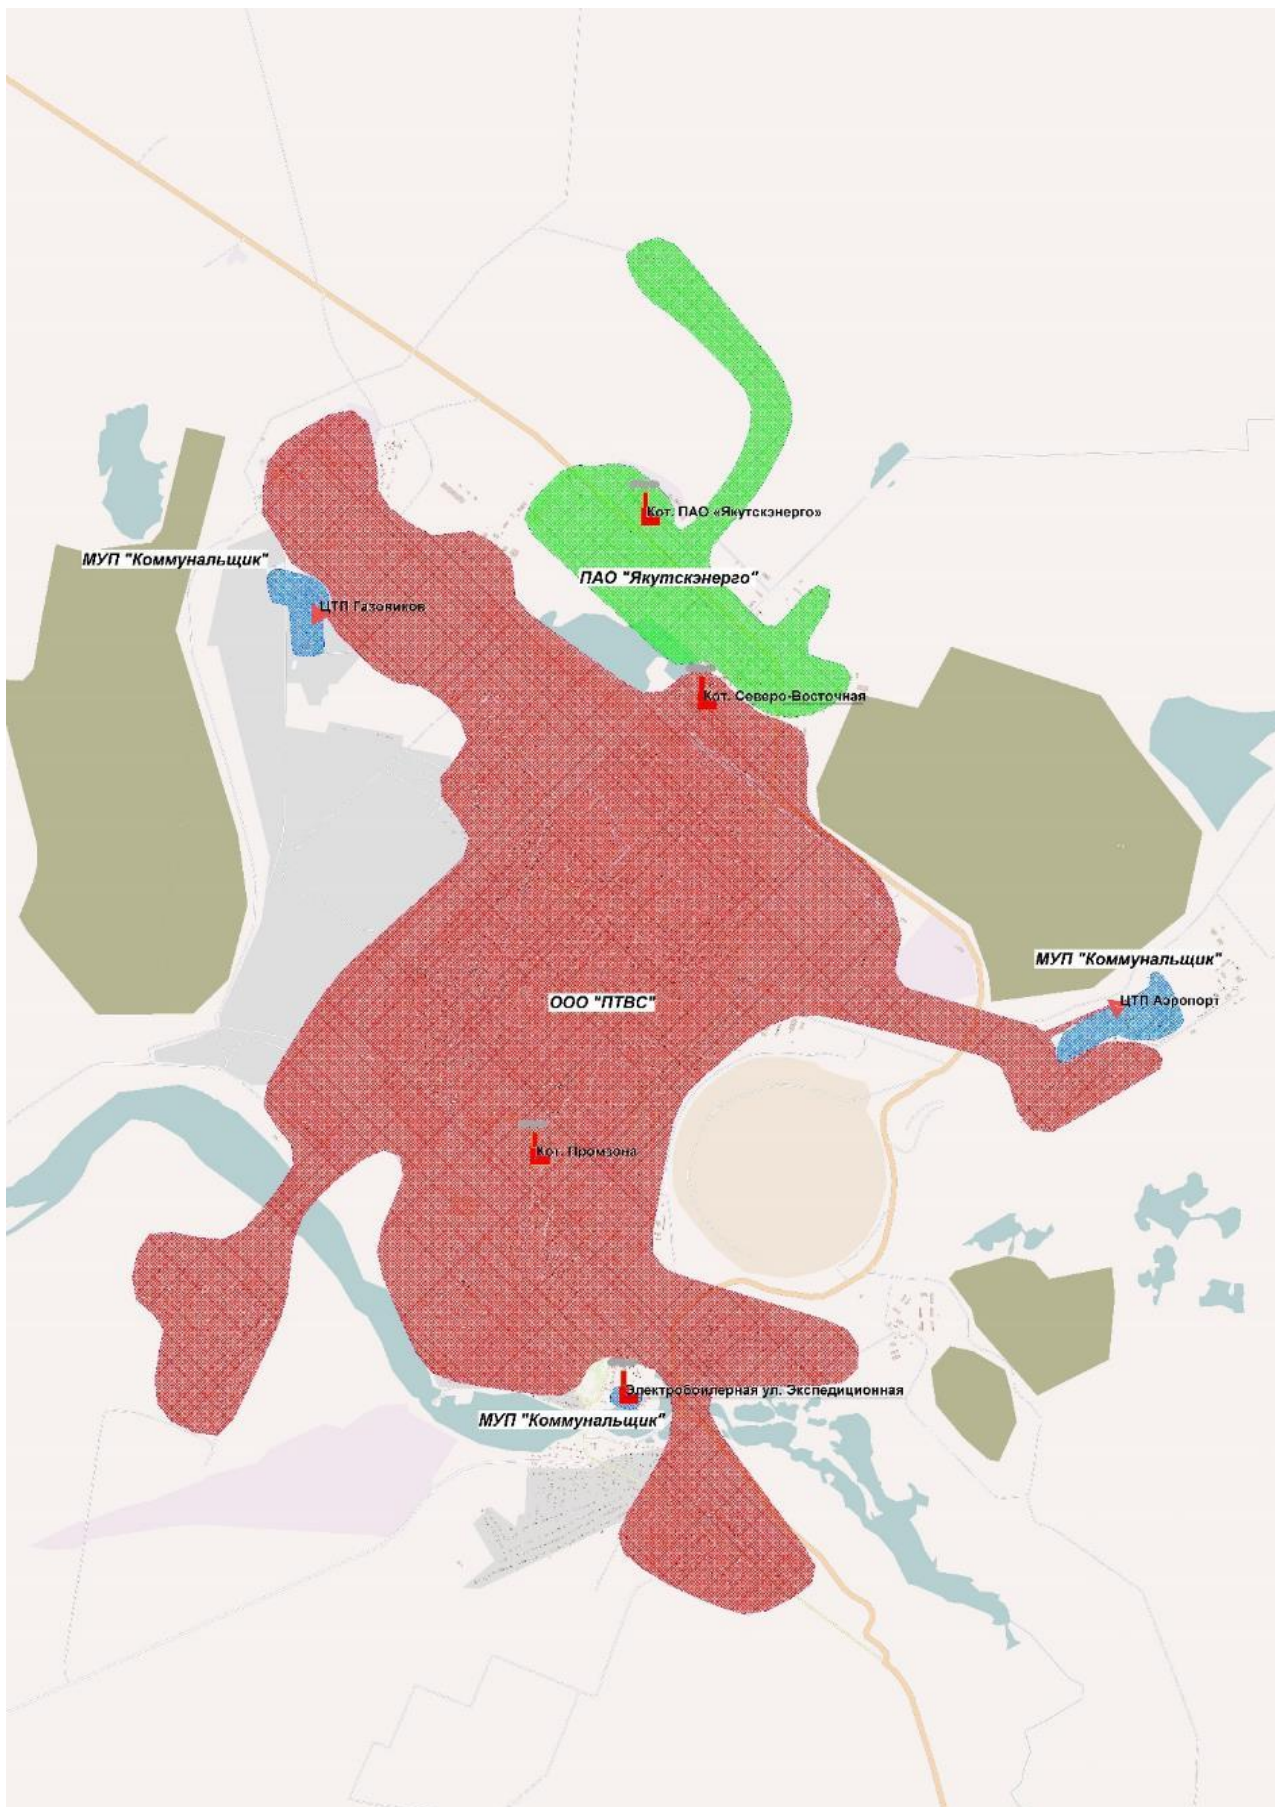 Кот. ПАО «Якутскэнерго»
МУП "Коммунальщик"
ПАО "Якутскэнерго"
ЦТП Газовиков
Кот. Северо-Восточная
МУП "Коммунальщик"
ООО "ПТВС"
ЦТП Аэропорт
Кот. Промзона
Электробойлерная ул. Экспедиционная
МУП "Коммунальщик"